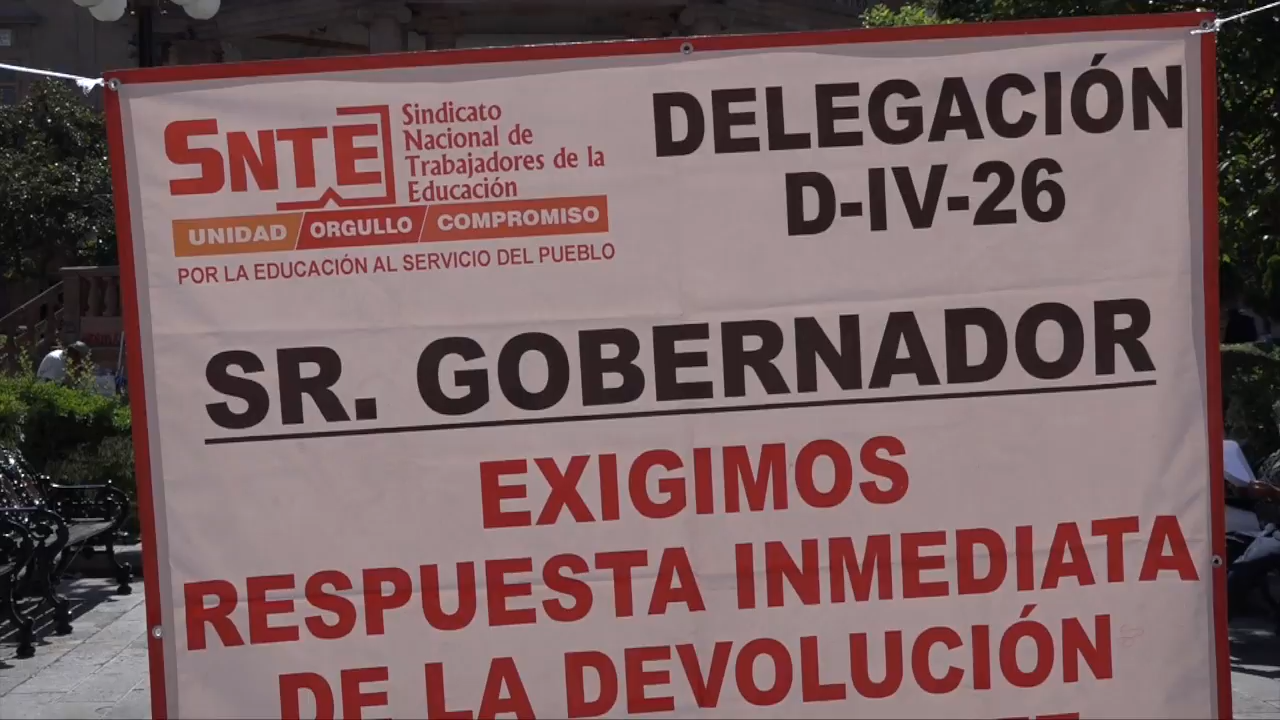 SNTE
Sindicato
Nacional de
Trabajadores de la
Educación
UNIDAD / ORGULLO / COMPROMISO
POR LA EDUCACIÓN AL SERVICIO DEL PUEBLO
DELEGACIÓN
D-IV-26
SR. GOBERNADOR
EXIGIMOS
RESPUESTA INMEDIATA
DE LA DEVOLUCIÓN